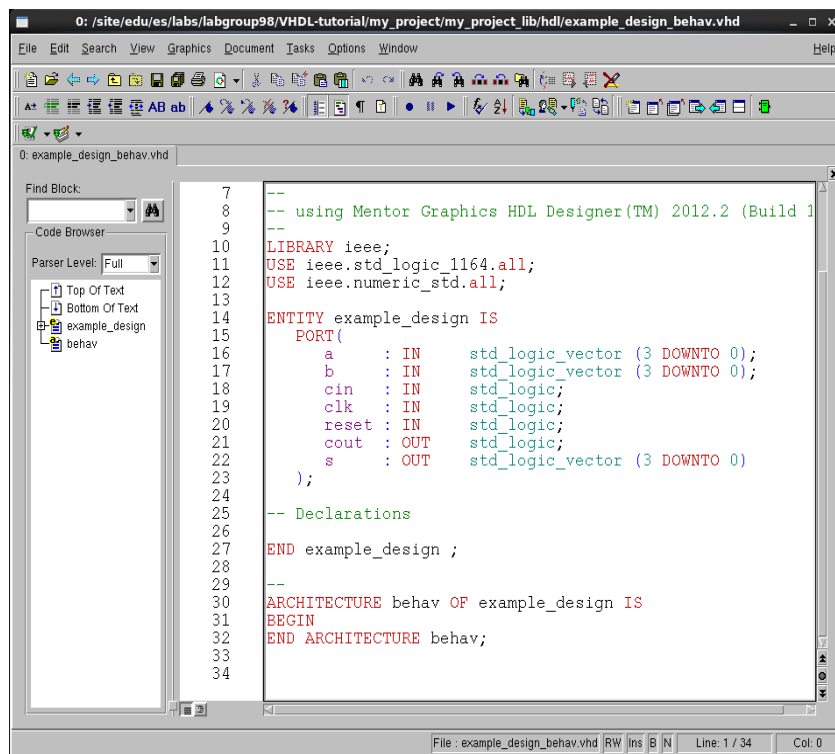 0: /site/edu/es/labs/labgroup98/VHDL-tutorial/my_project/my_project_lib/hdl/example_design_behav.vhd
File Edit Search View Graphics Document Tasks Options Window Help
AB ab
0: example_design_behav.vhd
Find Block:
Code Browser
Parser Level: Full
Top Of Text
Bottom Of Text
example_design
behav
7 --
8 -- using Mentor Graphics HDL Designer(TM) 2012.2 (Build 1
9 --
10 LIBRARY ieee;
11 USE ieee.std_logic_1164.all;
12 USE ieee.numeric_std.all;
13
14 ENTITY example_design IS
15 PORT(
16 a : IN std_logic_vector (3 DOWNTO 0);
17 b : IN std_logic_vector (3 DOWNTO 0);
18 cin : IN std_logic;
19 clk : IN std_logic;
20 reset : IN std_logic;
21 cout : OUT std_logic;
22 s : OUT std_logic_vector (3 DOWNTO 0)
23 );
24
25 -- Declarations
26
27 END example_design ;
28
29 --
30 ARCHITECTURE behav OF example_design IS
31 BEGIN
32 END ARCHITECTURE behav;
33
34
File : example_design_behav.vhd RW Ins B N Line: 1 / 34 Col: 0